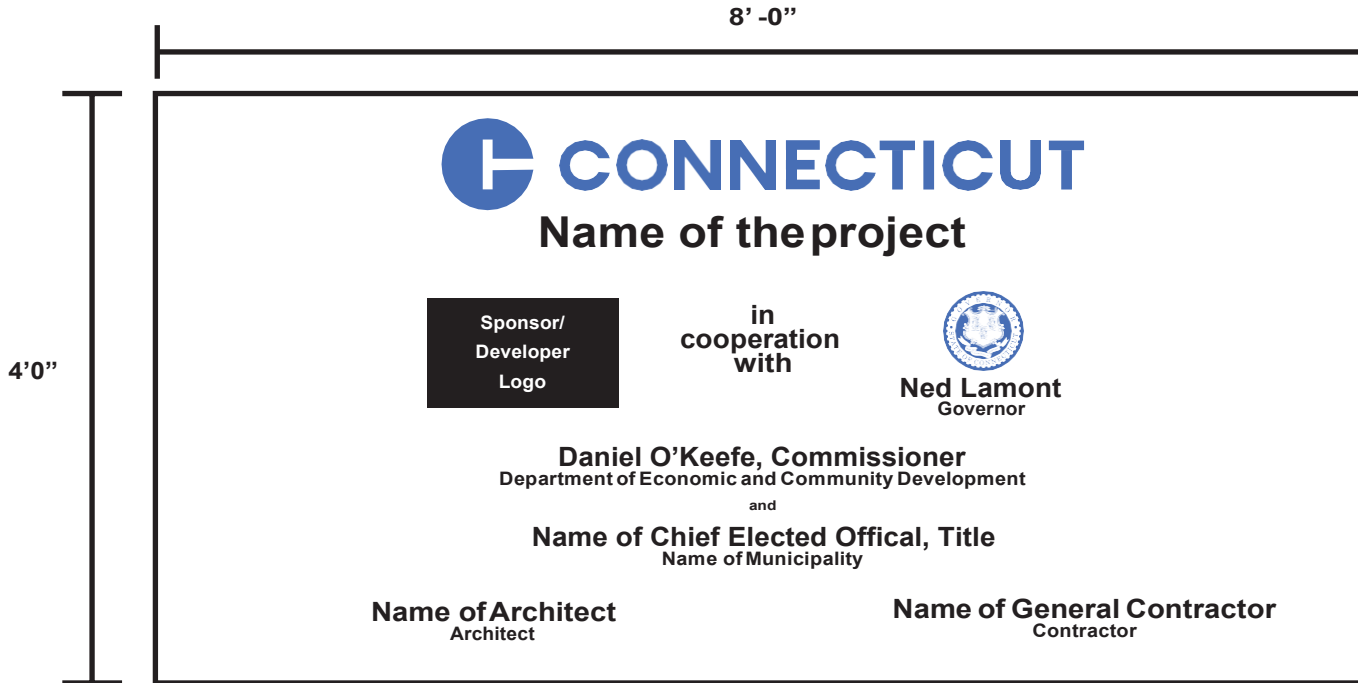 8’ -0”
CONNECTICUT
Name of the project
Sponsor/
Developer
Logo
in
cooperation
with
4’0”
Ned Lamont
Governor
Daniel O’Keefe, Commissioner
Department of Economic and Community Development
and
Name of Chief Elected Offical, Title
Name of Municipality
Name of Architect
Architect
Name of General Contractor
Contractor